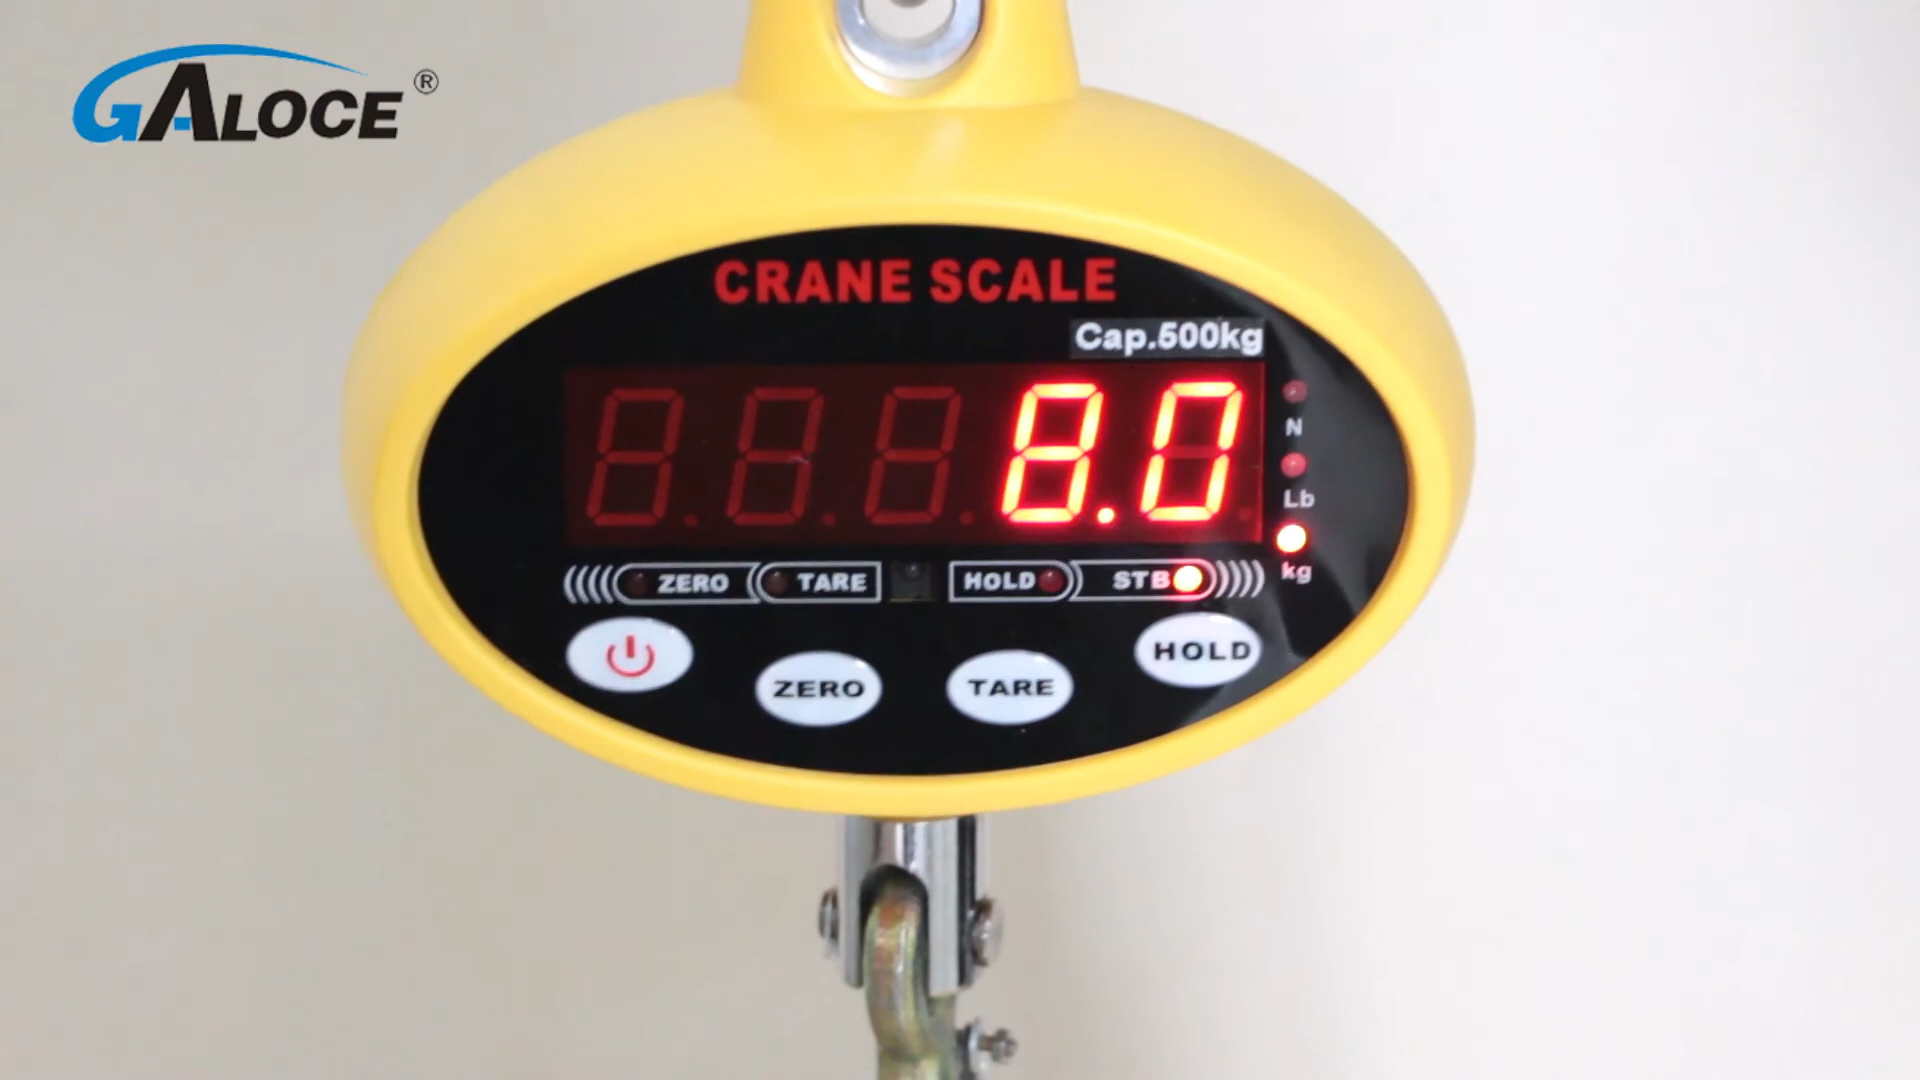 GALOCE®
CRANE SCALE
Cap.500kg
8.0
N
Lb
kg
ZERO TARE HOLD STB
ZERO TARE HOLD